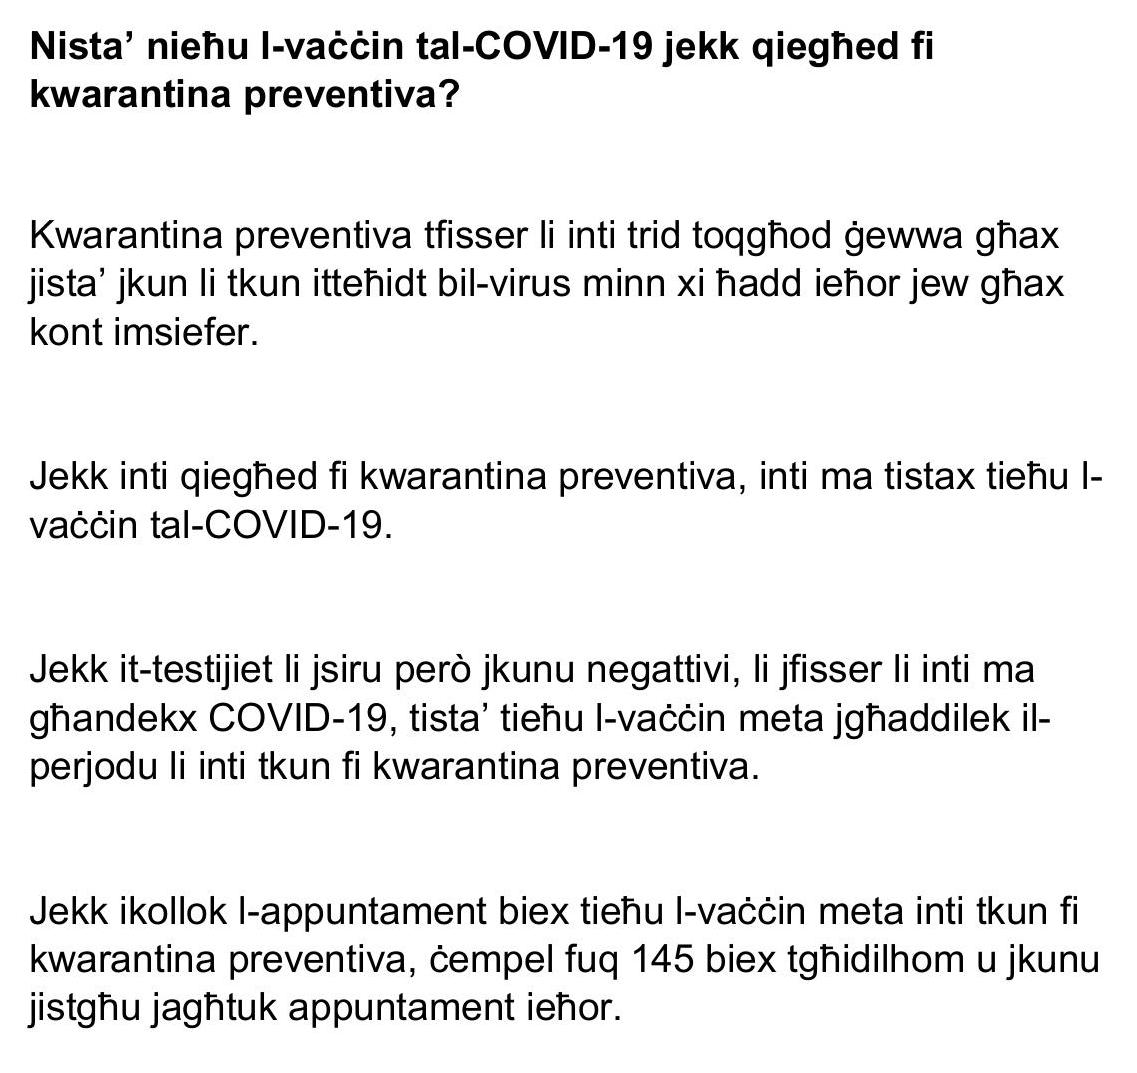 Nista’ nieħu l-vaċċin tal-COVID-19 jekk qiegħed fi
kwarantina preventiva?
Kwarantina preventiva tfisser li inti trid toqgħod ġewwa għax
jista’ jkun li tkun itteħidt bil-virus minn xi ħadd ieħor jew għax
kont imsiefer.
Jekk inti qiegħed fi kwarantina preventiva, inti ma tistax tieħu l-
vaċċin tal-COVID-19.
Jekk it-testijiet li jsiru però jkunu negattivi, li jfisser li inti ma
għandekx COVID-19, tista’ tieħu l-vaċċin meta jgħaddilek il-
perjodu li inti tkun fi kwarantina preventiva.
Jekk ikollok l-appuntament biex tieħu l-vaċċin meta inti tkun fi
kwarantina preventiva, ċempel fuq 145 biex tgħidilhom u jkunu
jistgħu jagħtuk appuntament ieħor.